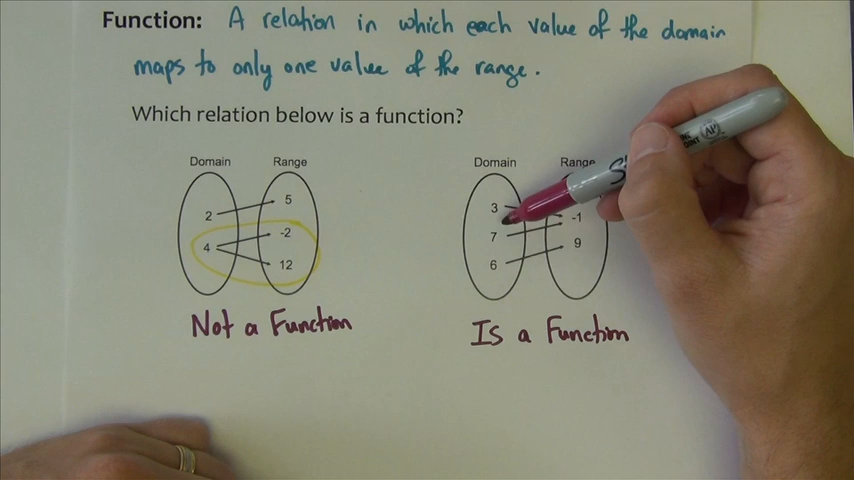 Function: A relation in which each value of the domain
maps to only one value of the range.
Which relation below is a function?
Domain Range
2 5
4 -2
12
Not a Function
Domain Range
3 -1
7 9
6
Is a Function
AP